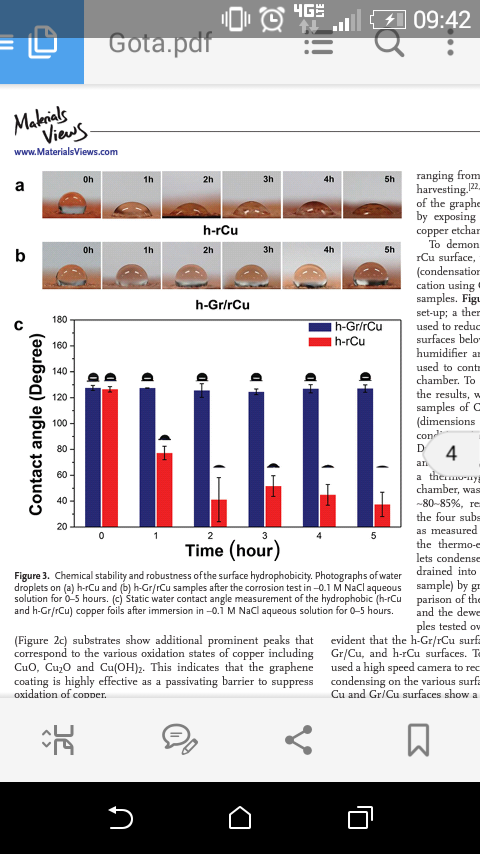 4G LTE
09:42
Gota.pdf
Materials
Views
www.MaterialsViews.com
a
0h 1h 2h 3h 4h 5h
h-rCu
b
0h 1h 2h 3h 4h 5h
h-Gr/rCu
c
Contact angle (Degree)
180
160
140
120
100
80
60
40
20
h-Gr/rCu
h-rCu
0 1 2 3 4 5
Time (hour)
Figure 3. Chemical stability and robustness of the surface hydrophobicity. Photographs of water
droplets on (a) h-rCu and (b) h-Gr/rCu samples after the corrosion test in –0.1 M NaCl aqueous
solution for 0–5 hours. (c) Static water contact angle measurement of the hydrophobic (h-rCu
and h-Gr/rCu) copper foils after immersion in –0.1 M NaCl aqueous solution for 0–5 hours.
(Figure 2c) substrates show additional prominent peaks that
correspond to the various oxidation states of copper including
CuO, Cu₂O and Cu(OH)₂. This indicates that the graphene
coating is highly effective as a passivating barrier to suppress
oxidation of copper.
ranging from
harvesting.[22,
of the graphe
by exposing
copper etchan
To demon
rCu surface,
(condensation
cation using
samples. Figu
set-up; a ther
used to reduc
surfaces belov
humidifier an
used to contr
chamber. To
the results, w
samples of C
(dimensions
4
a thermo-hyg
chamber, was
~80~85%, re
the four subs
as measured
the thermo-e
lets condense
drained into
sample) by gr
parison of the
and the dewe
ples tested ov
evident that the h-Gr/rCu surfa
Gr/Cu, and h-rCu surfaces. To
used a high speed camera to rec
condensing on the various surfa
Cu and Gr/Cu surfaces show a